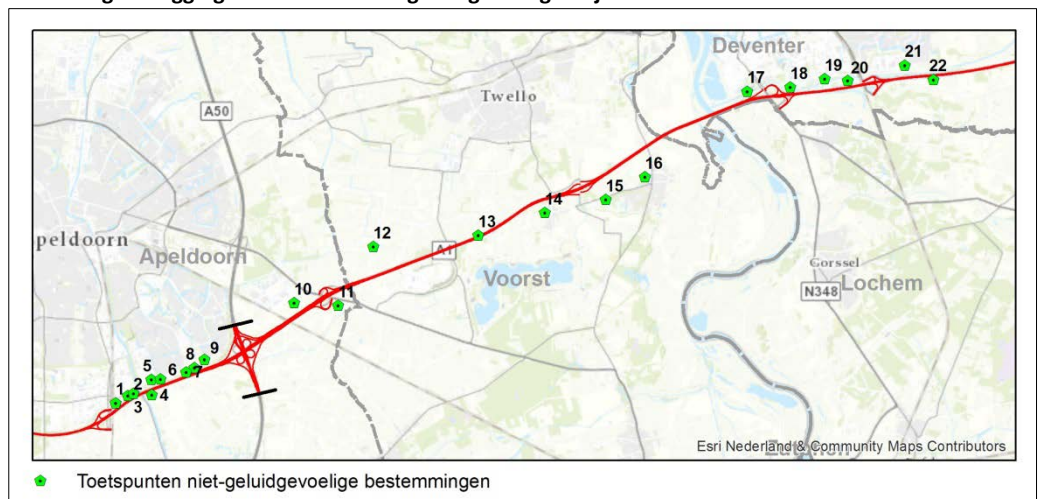 Deventer
21
17
18
19
20
22
A50
Twello
16
15
14
12
13
A1
peldoorn
Apeldoorn
Voorst
Gorssel
N348
Lochem
10
11
9
8
5
6
7
1
2
4
3
Esri Nederland & Community Maps Contributors
Toetspunten niet-geluidgevoelige bestemmingen